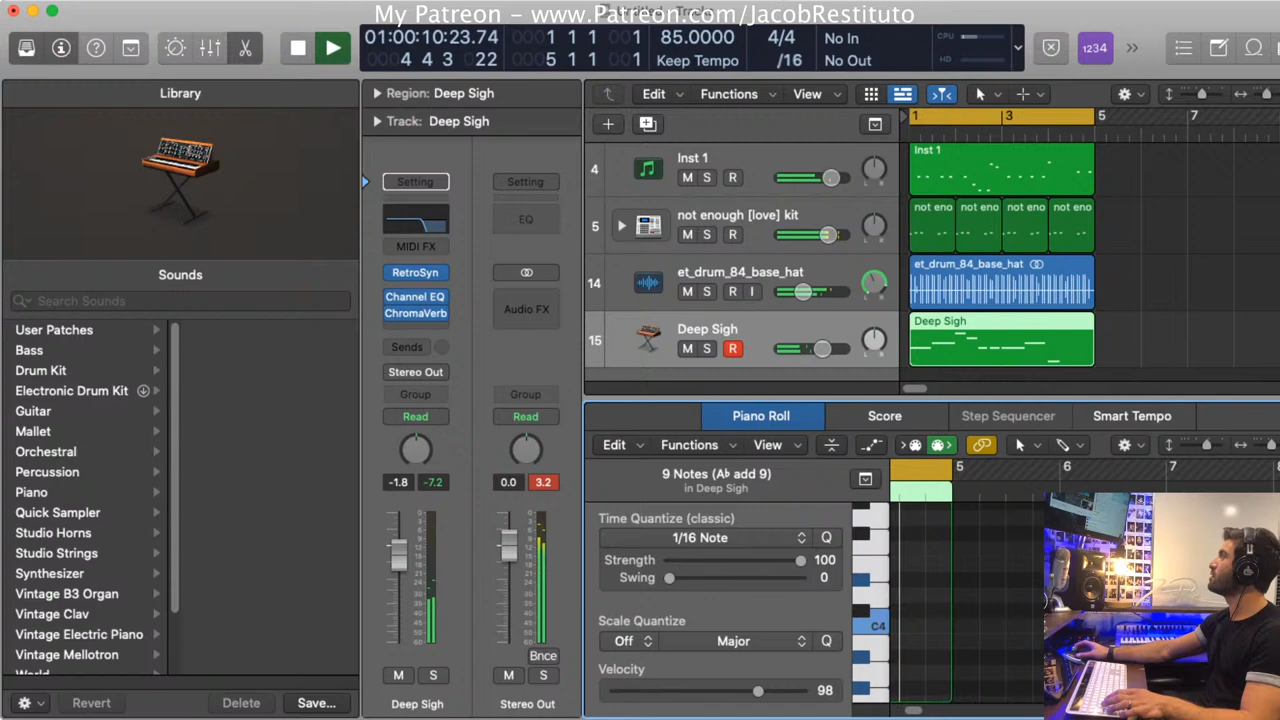 My Patreon - www.Patreon.com/JacobRestituto
01:00:10:23.74
4 4 3 022
1 1 1 001
5 1 1 001
85.0000
Keep Tempo
4/4
/16
No In
No Out
CPU
HD
1234
Library
Region: Deep Sigh
Track: Deep Sigh
Sounds
Search Sounds
User Patches
Bass
Drum Kit
Electronic Drum Kit
Guitar
Mallet
Orchestral
Percussion
Piano
Quick Sampler
Studio Horns
Studio Strings
Synthesizer
Vintage B3 Organ
Vintage Clav
Vintage Electric Piano
Vintage Mellotron
World
Revert
Delete
Save...
Setting
Setting
EQ
MIDI FX
RetroSyn
Channel EQ
ChromaVerb
Audio FX
Sends
Stereo Out
Group
Group
Read
Read
-1.8 -7.2
0.0 3.2
Bnce
M S
M S
Deep Sigh
Stereo Out
Edit
Functions
View
1 3 5 7
4
Inst 1
M S R
L R
Inst 1
5
not enough [love] kit
M S R
L R
not eno
not eno
not eno
not eno
14
et_drum_84_base_hat
M S R I
L R
et_drum_84_base_hat
15
Deep Sigh
M S R
L R
Deep Sigh
Piano Roll
Score
Step Sequencer
Smart Tempo
Edit
Functions
View
9 Notes (A♭ add 9)
in Deep Sigh
5 6 7
Time Quantize (classic)
1/16 Note Q
Strength 100
Swing 0
Scale Quantize
Off Major Q
Velocity
98
C4